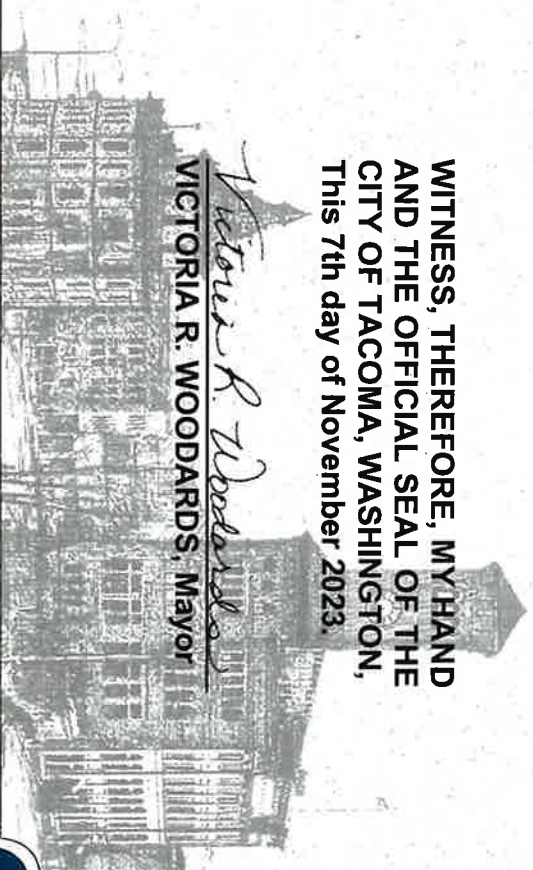 WITNESS, THEREFORE, MY HAND
AND THE OFFICIAL SEAL OF THE
CITY OF TACOMA, WASHINGTON,
This 7th day of November 2023.
Victoria R. Woodards
VICTORIA R. WOODARDS, Mayor